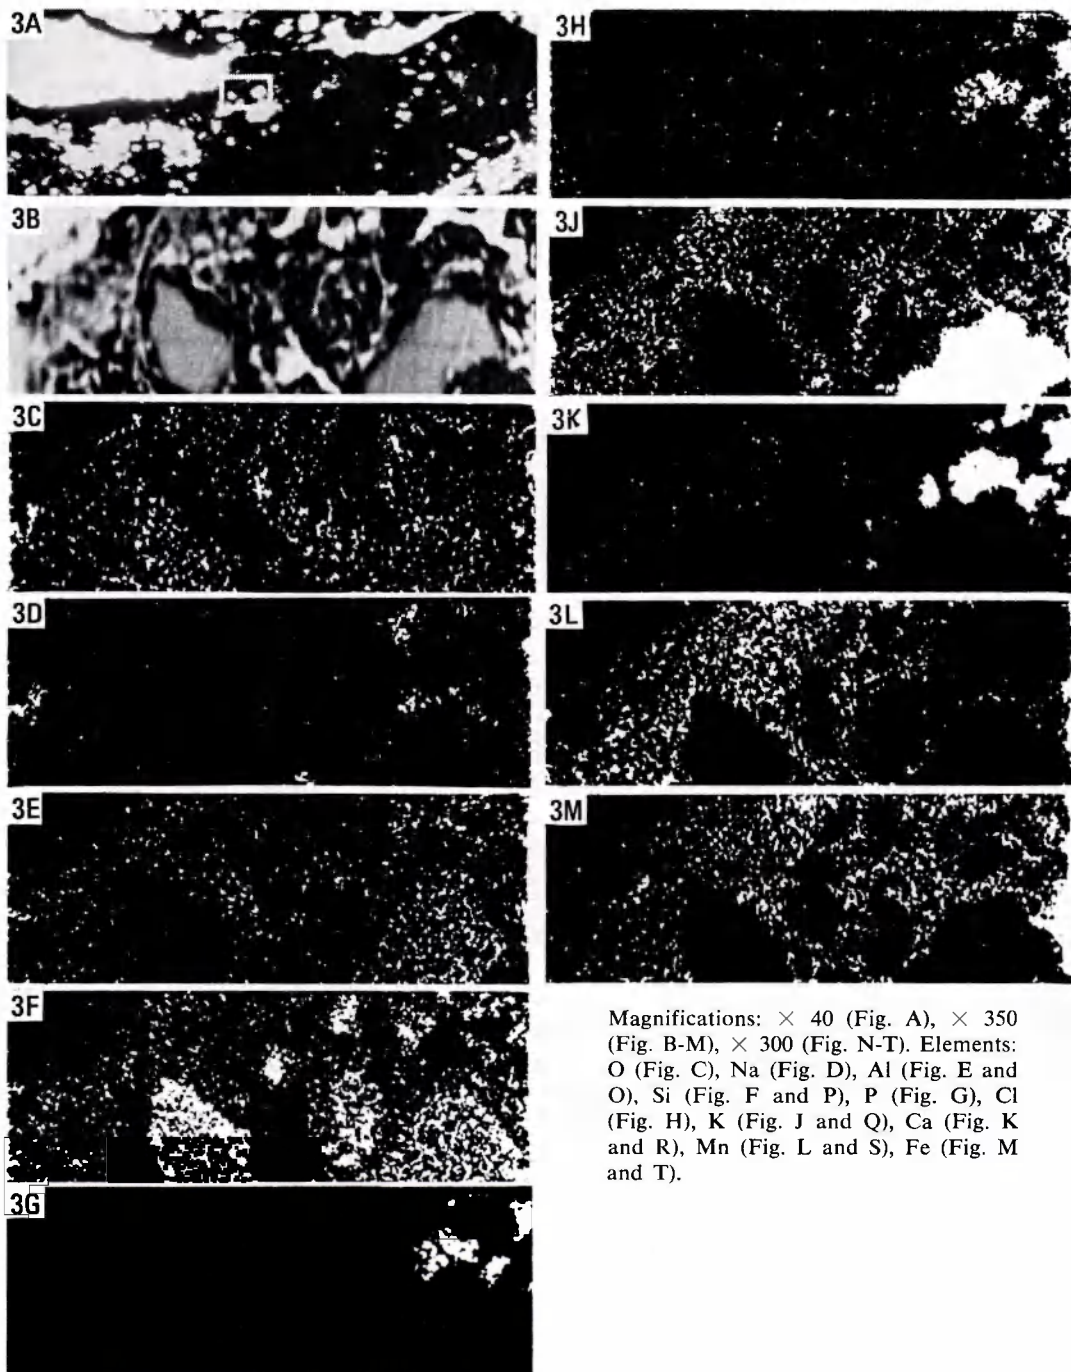 3A
3B
3C
3D
3E
3F
3G
3H
3J
3K
3L
3M
Magnifications: × 40 (Fig. A), × 350
(Fig. B-M), × 300 (Fig. N-T). Elements:
O (Fig. C), Na (Fig. D), Al (Fig. E and
O), Si (Fig. F and P), P (Fig. G), Cl
(Fig. H), K (Fig. J and Q), Ca (Fig. K
and R), Mn (Fig. L and S), Fe (Fig. M
and T).